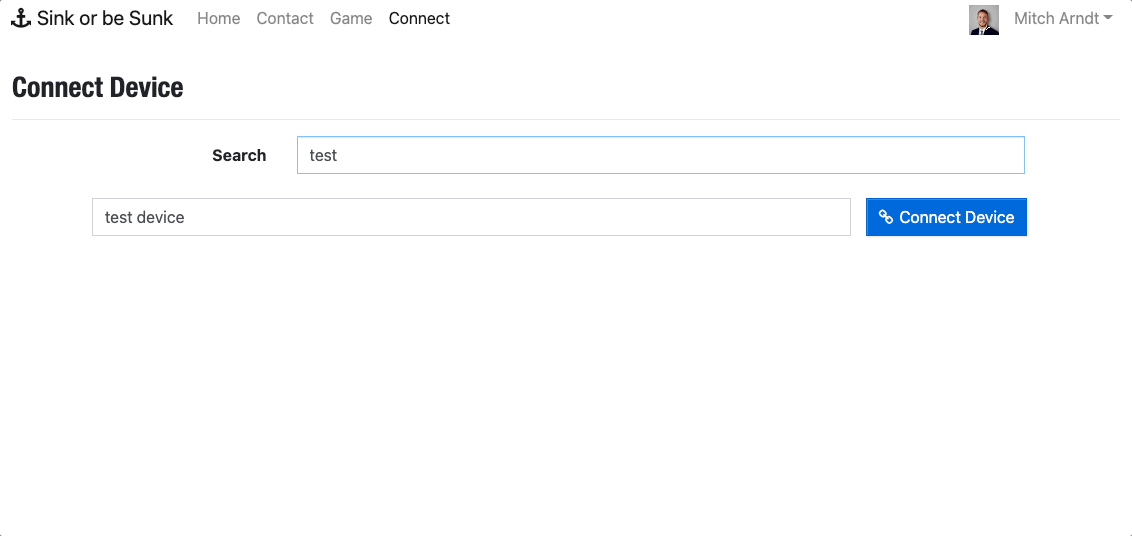 Sink or be Sunk Home Contact Game Connect Mitch Arndt
Connect Device
Search test
test device Connect Device